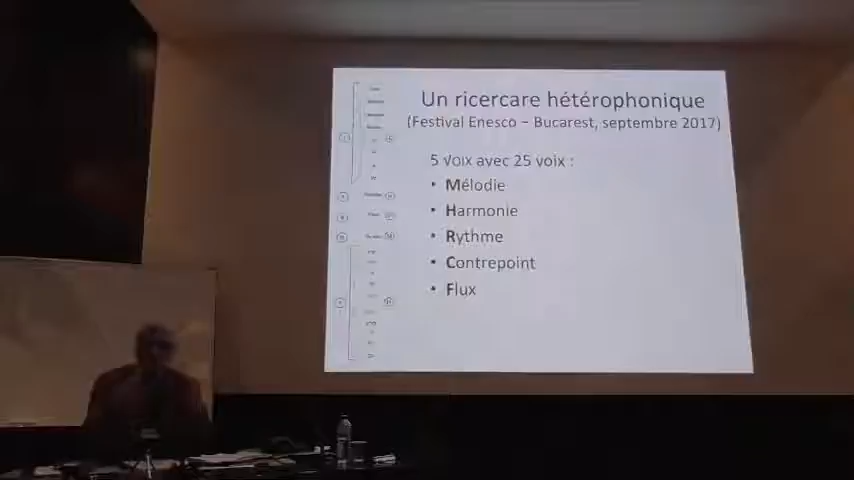 Un ricercare hétérophonique
(Festival Enesco – Bucarest, septembre 2017)
5 voix avec 25 voix :
• Mélodie
• Harmonie
• Rythme
• Contrepoint
• Flux